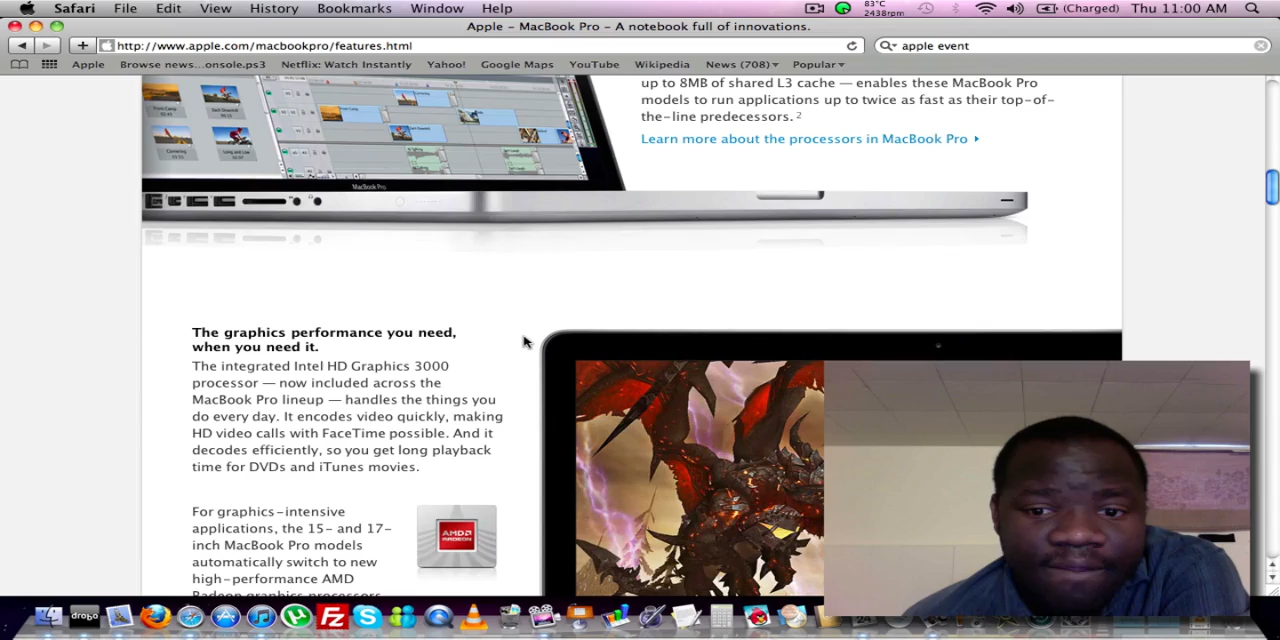 Safari File Edit View History Bookmarks Window Help 83°C 2438rpm (Charged) Thu 11:00 AM
Apple – MacBook Pro – A notebook full of innovations.
http://www.apple.com/macbookpro/features.html apple event
Apple Browse news...onsole.ps3 Netflix: Watch Instantly Yahoo! Google Maps YouTube Wikipedia News (708) Popular
up to 8MB of shared L3 cache — enables these MacBook Pro
models to run applications up to twice as fast as their top-of-
the-line predecessors. 2
Learn more about the processors in MacBook Pro
MacBook Pro
The graphics performance you need,
when you need it.
The integrated Intel HD Graphics 3000
processor — now included across the
MacBook Pro lineup — handles the things you
do every day. It encodes video quickly, making
HD video calls with FaceTime possible. And it
decodes efficiently, so you get long playback
time for DVDs and iTunes movies.
For graphics-intensive
applications, the 15- and 17-
inch MacBook Pro models
automatically switch to new
high-performance AMD
Radeon graphics processors
AMD
RADEON
drobo